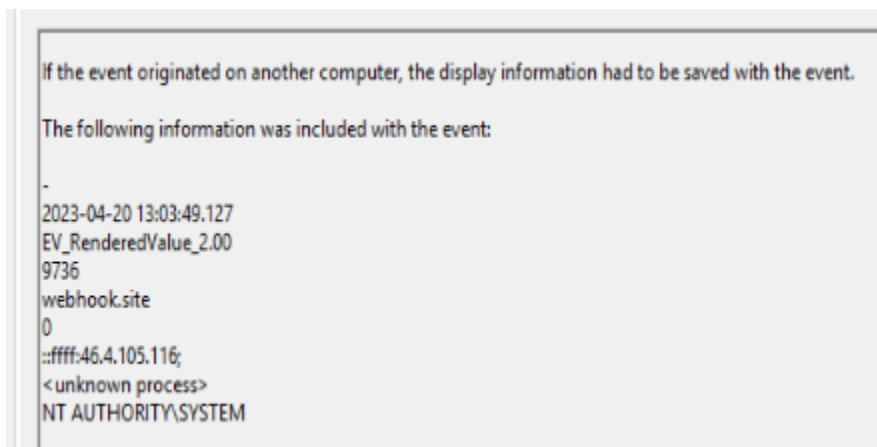 If the event originated on another computer, the display information had to be saved with the event.
The following information was included with the event:
-
2023-04-20 13:03:49.127
EV_RenderedValue_2.00
9736
webhook.site
0
::ffff:46.4.105.116;
<unknown process>
NT AUTHORITY\SYSTEM